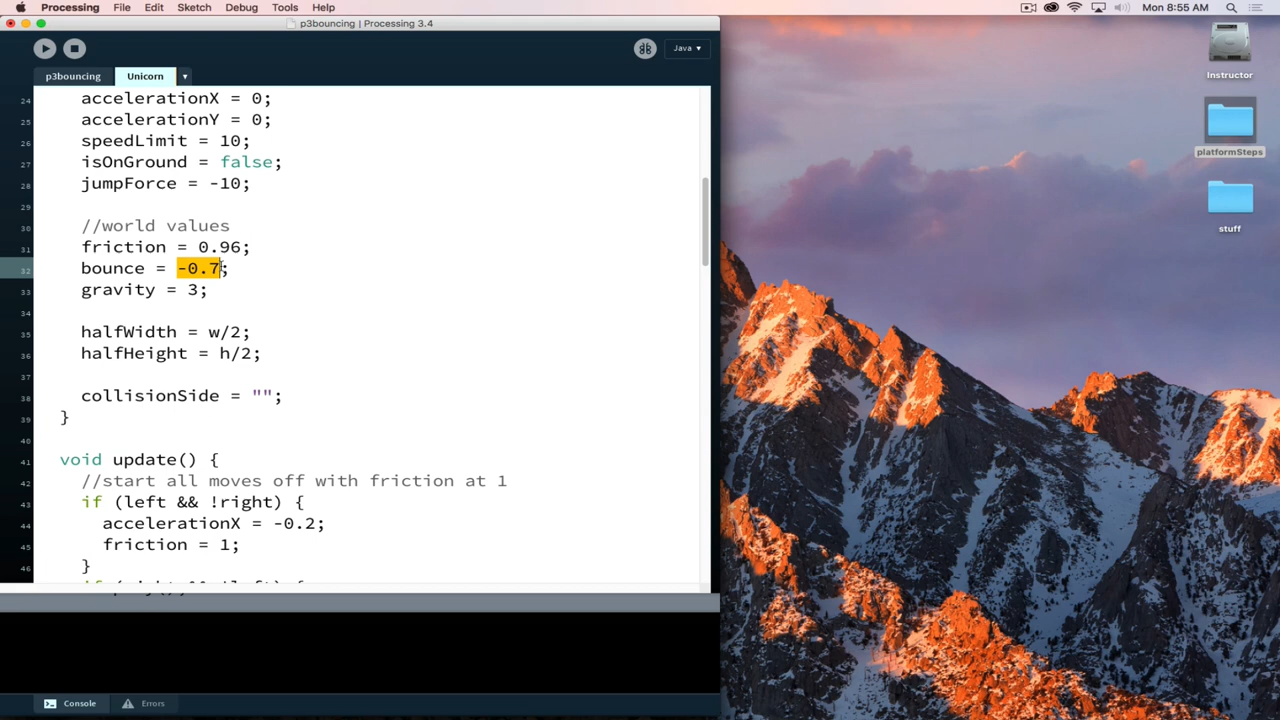 Processing File Edit Sketch Debug Tools Help Mon 8:55 AM
p3bouncing | Processing 3.4
Java
p3bouncing Unicorn
24 accelerationX = 0;
25 accelerationY = 0;
26 speedLimit = 10;
27 isOnGround = false;
28 jumpForce = -10;
29
30 //world values
31 friction = 0.96;
32 bounce = -0.7;
33 gravity = 3;
34
35 halfWidth = w/2;
36 halfHeight = h/2;
37
38 collisionSide = "";
39 }
40
41 void update() {
42 //start all moves off with friction at 1
43 if (left && !right) {
44 accelerationX = -0.2;
45 friction = 1;
46 }
Console Errors
Instructor
platformSteps
stuff